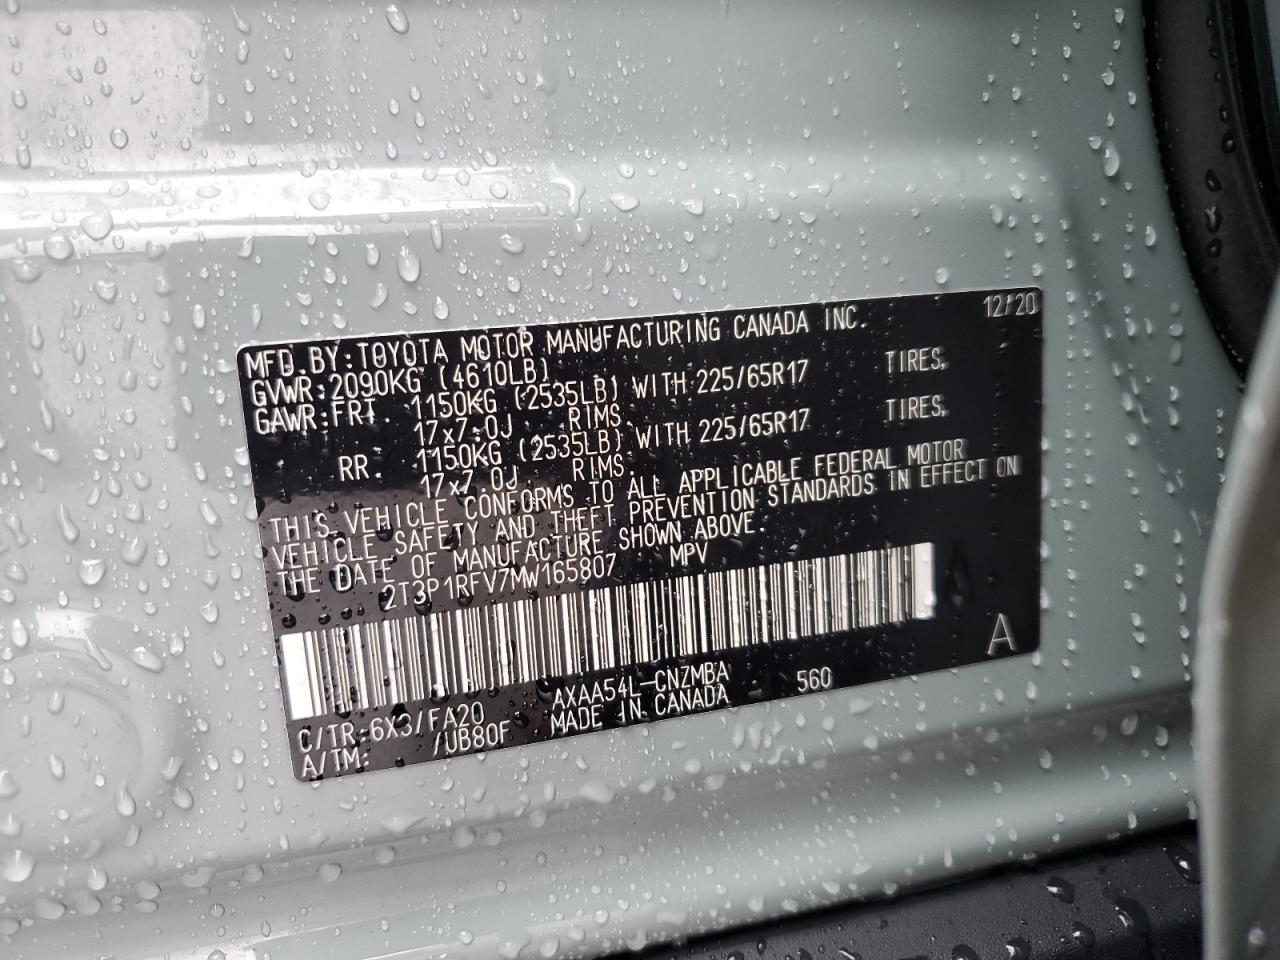 MFD.BY:TOYOTA MOTOR MANUFACTURING CANADA INC. 12/20
GVWR:2090KG (4610LB)
GAWR:FRT. 1150KG (2535LB) WITH 225/65R17 TIRES,
17x7.0J RIMS
RR. 1150KG (2535LB) WITH 225/65R17 TIRES,
17x7.0J RIMS.
THIS VEHICLE CONFORMS TO ALL APPLICABLE FEDERAL MOTOR
VEHICLE SAFETY AND THEFT PREVENTION STANDARDS IN EFFECT ON
THE DATE OF MANUFACTURE SHOWN ABOVE.
2T3P1RFV7MW165807 MPV
A
C/TR:6X3/FA20 AXAA54L-CNZMBA 560
A/TM: /UB80F MADE IN CANADA